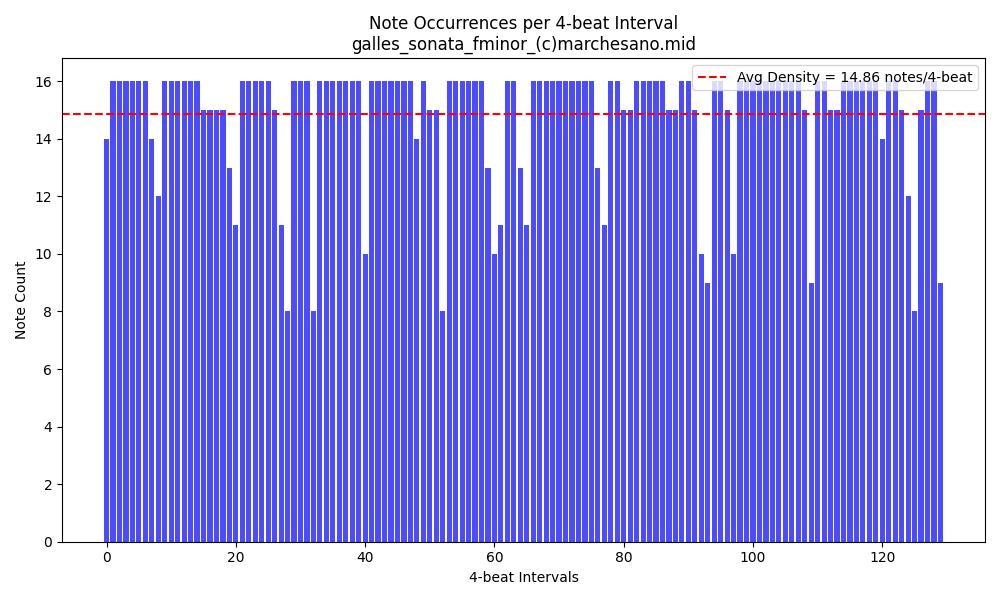 Note Occurrences per 4-beat Interval
galles_sonata_fminor_(c)marchesano.mid
Avg Density = 14.86 notes/4-beat
Note Count
16
14
12
10
8
6
4
2
0
0 20 40 60 80 100 120
4-beat Intervals